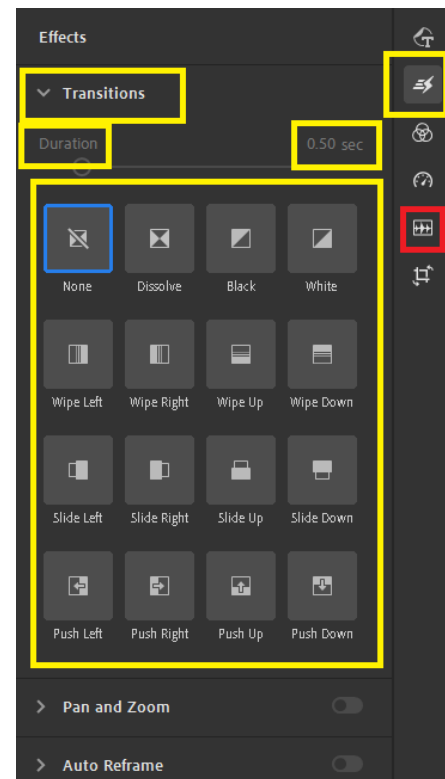 Effects
Transitions
Duration 0.50 sec
None Dissolve Black White
Wipe Left Wipe Right Wipe Up Wipe Down
Slide Left Slide Right Slide Up Slide Down
Push Left Push Right Push Up Push Down
Pan and Zoom
Auto Reframe